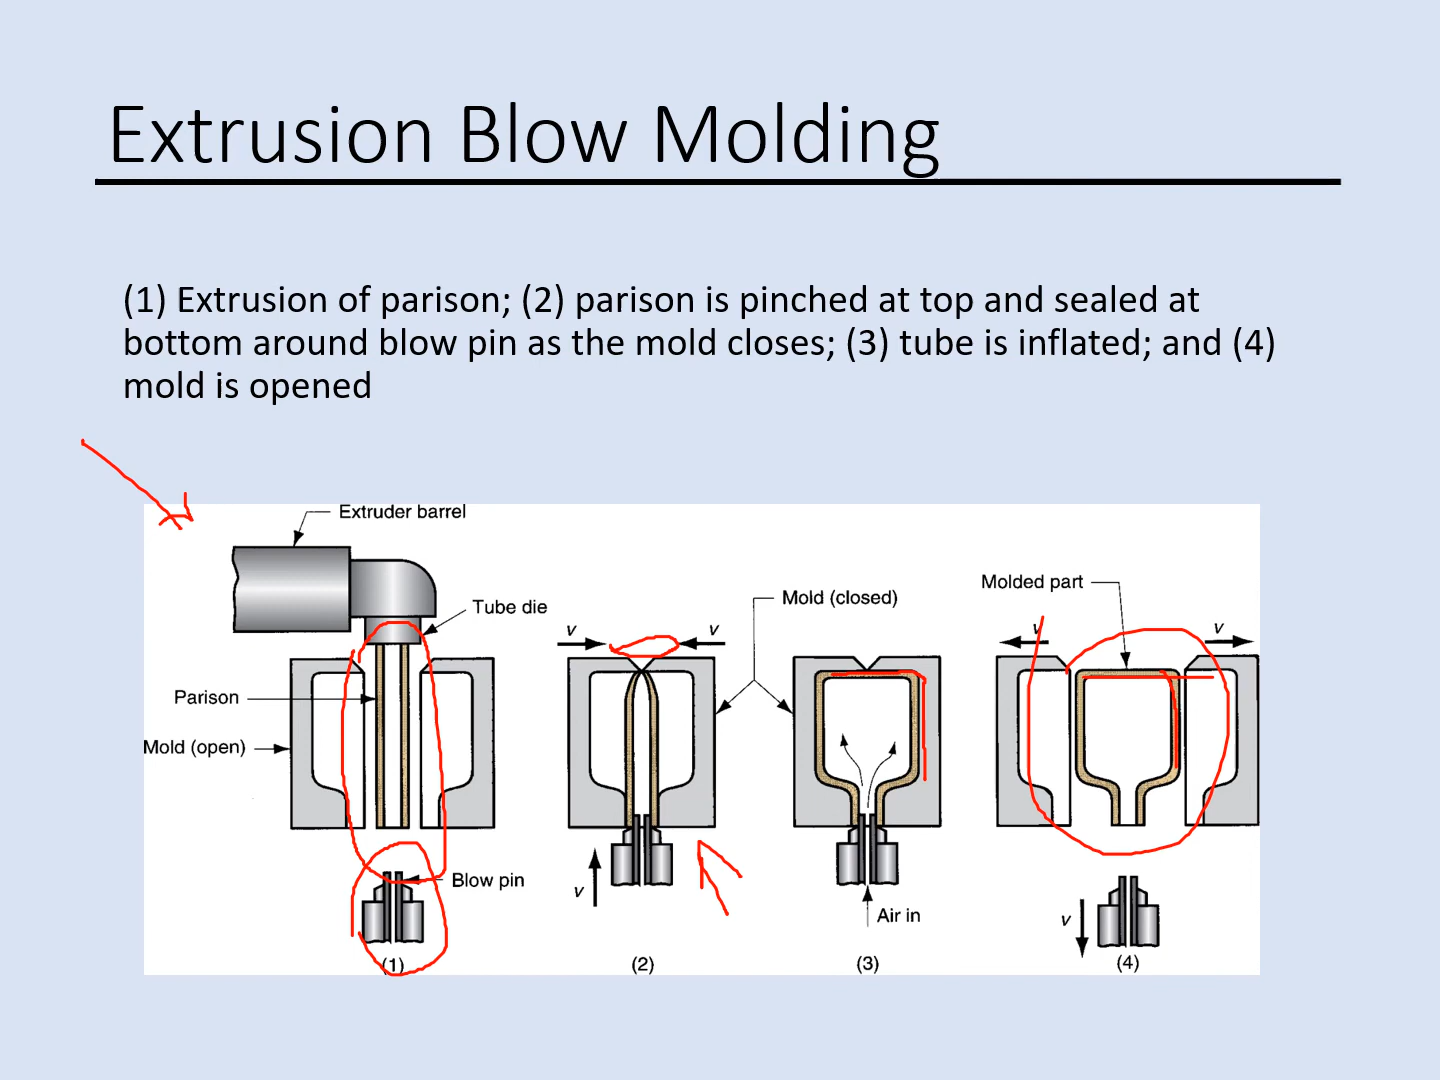 Extrusion Blow Molding
(1) Extrusion of parison; (2) parison is pinched at top and sealed at
bottom around blow pin as the mold closes; (3) tube is inflated; and (4)
mold is opened
Extruder barrel
Tube die
Parison
Mold (open)
Blow pin
(1)
v
v
Mold (closed)
v
(2)
Air in
(3)
Molded part
v
v
v
(4)